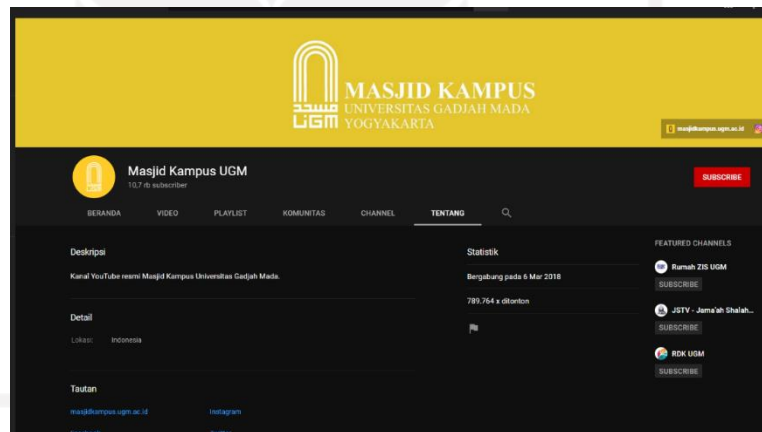 MASJID KAMPUS
UNIVERSITAS GADJAH MADA
YOGYAKARTA
مسجد
UGM
masjidkampus.ugm.ac.id
Masjid Kampus UGM
10,7 rb subscriber
SUBSCRIBE
BERANDA VIDEO PLAYLIST KOMUNITAS CHANNEL TENTANG
Deskripsi
Kanal YouTube resmi Masjid Kampus Universitas Gadjah Mada.
Detail
Lokasi: Indonesia
Tautan
masjidkampus.ugm.ac.id Instagram
Statistik
Bergabung pada 6 Mar 2018
789.764 x ditonton
FEATURED CHANNELS
Rumah ZIS UGM
SUBSCRIBE
JSTV - Jama'ah Shalah...
SUBSCRIBE
RDK UGM
SUBSCRIBE